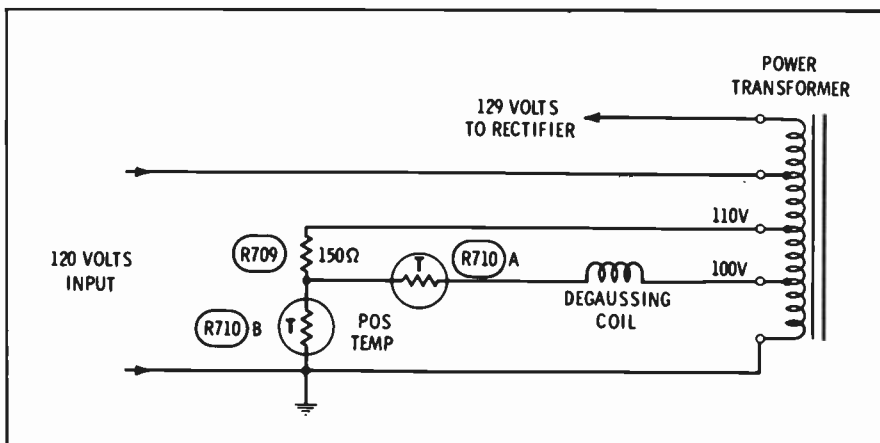 POWER
TRANSFORMER
129 VOLTS
TO RECTIFIER
110V
R709
150Ω
120 VOLTS
INPUT
T
R710 A
100V
DEGAUSSING
COIL
R710 B
T
POS
TEMP